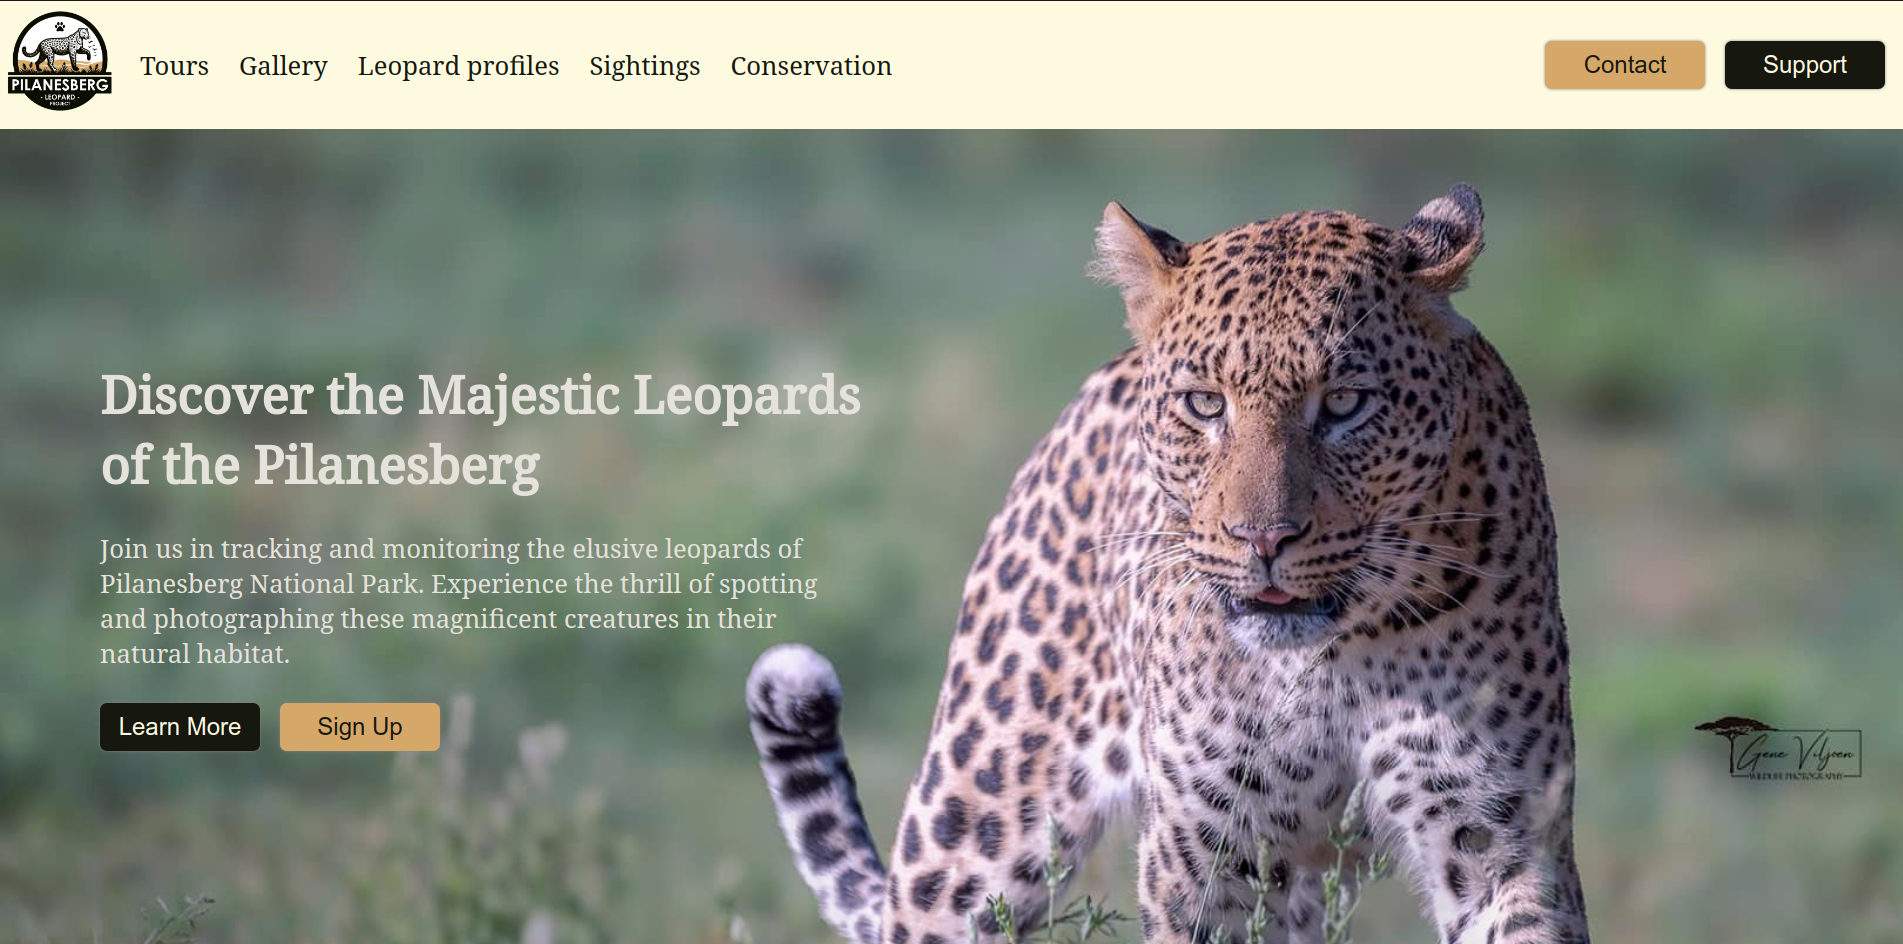 PILANESBERG
- LEOPARD -
PROJECT
Tours
Gallery
Leopard profiles
Sightings
Conservation
Contact
Support
Discover the Majestic Leopards
of the Pilanesberg
Join us in tracking and monitoring the elusive leopards of
Pilanesberg National Park. Experience the thrill of spotting
and photographing these magnificent creatures in their
natural habitat.
Learn More
Sign Up
Gene Viljoen
WILDLIFE PHOTOGRAPHY